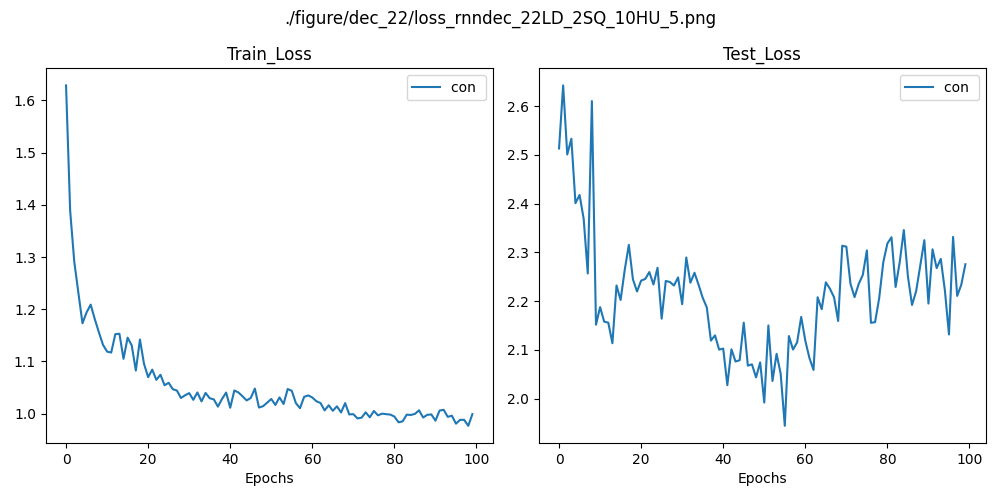 ./figure/dec_22/loss_rnndec_22LD_2SQ_10HU_5.png
Train_Loss
con
1.6
1.5
1.4
1.3
1.2
1.1
1.0
0 20 40 60 80 100
Epochs
Test_Loss
con
2.6
2.5
2.4
2.3
2.2
2.1
2.0
0 20 40 60 80 100
Epochs